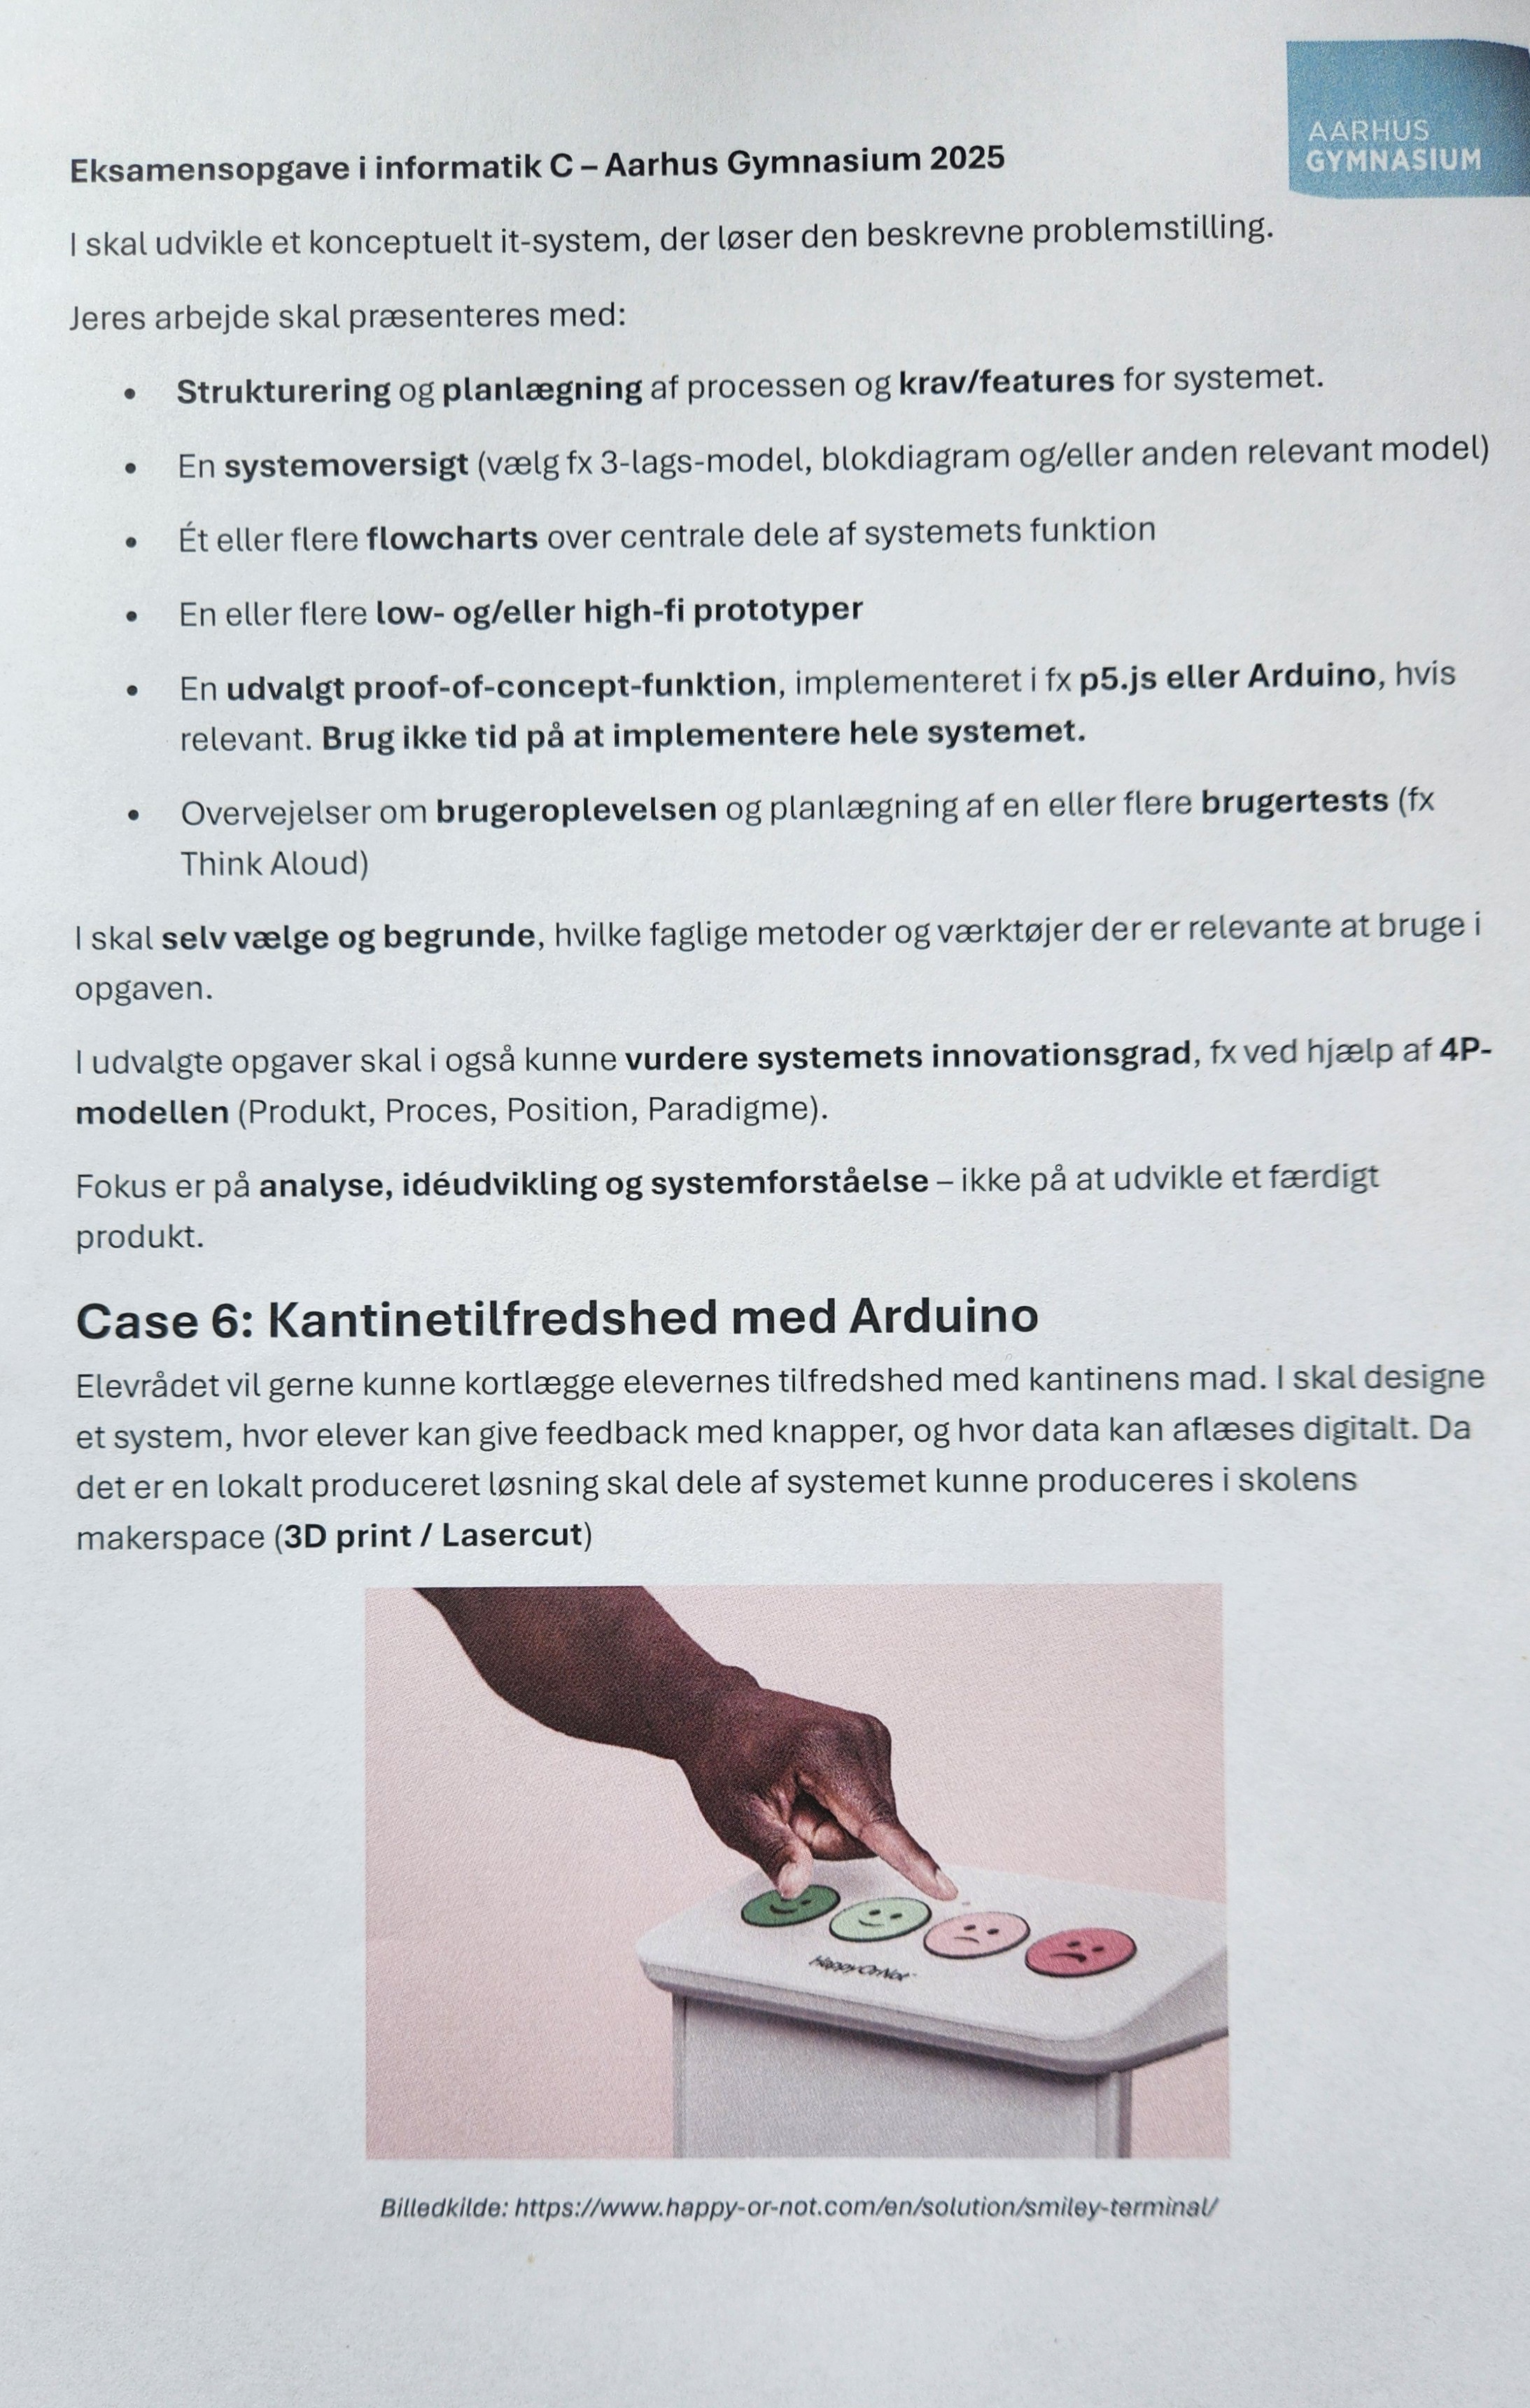 AARHUS
GYMNASIUM
Eksamensopgave i informatik C – Aarhus Gymnasium 2025
I skal udvikle et konceptuelt it-system, der løser den beskrevne problemstilling.
Jeres arbejde skal præsenteres med:
• Strukturering og planlægning af processen og krav/features for systemet.
• En systemoversigt (vælg fx 3-lags-model, blokdiagram og/eller anden relevant model)
• Ét eller flere flowcharts over centrale dele af systemets funktion
• En eller flere low- og/eller high-fi prototyper
• En udvalgt proof-of-concept-funktion, implementeret i fx p5.js eller Arduino, hvis
relevant. Brug ikke tid på at implementere hele systemet.
• Overvejelser om brugeroplevelsen og planlægning af en eller flere brugertests (fx
Think Aloud)
I skal selv vælge og begrunde, hvilke faglige metoder og værktøjer der er relevante at bruge i
opgaven.
I udvalgte opgaver skal i også kunne vurdere systemets innovationsgrad, fx ved hjælp af 4P-
modellen (Produkt, Proces, Position, Paradigme).
Fokus er på analyse, idéudvikling og systemforståelse – ikke på at udvikle et færdigt
produkt.
Case 6: Kantinetilfredshed med Arduino
Elevrådet vil gerne kunne kortlægge elevernes tilfredshed med kantinens mad. I skal designe
et system, hvor elever kan give feedback med knapper, og hvor data kan aflæses digitalt. Da
det er en lokalt produceret løsning skal dele af systemet kunne produceres i skolens
makerspace (3D print / Lasercut)
HappyOrNot
Billedkilde: https://www.happy-or-not.com/en/solution/smiley-terminal/